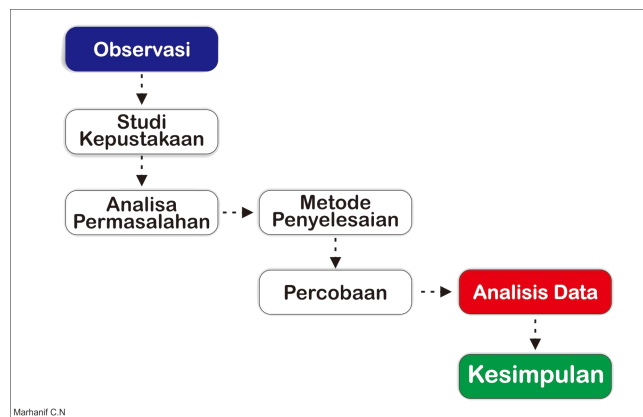 Observasi
Studi
Kepustakaan
Analisa
Permasalahan
Metode
Penyelesaian
Percobaan
Analisis Data
Kesimpulan
Marhanif C.N